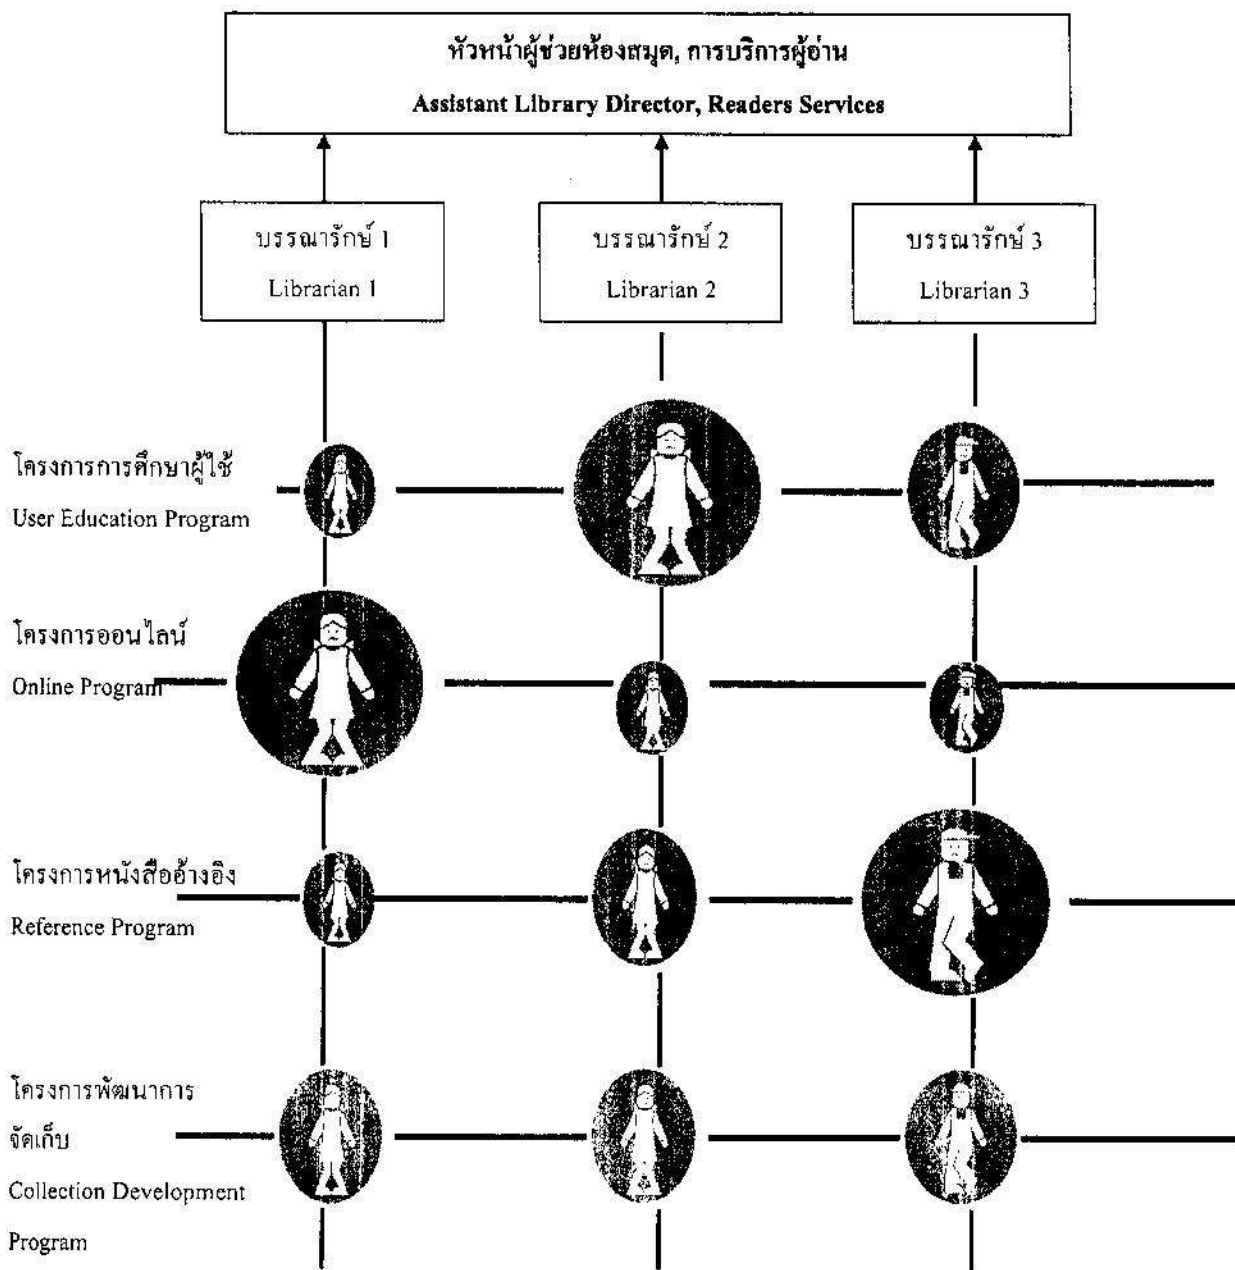 หัวหน้าผู้ช่วยห้องสมุด, การบริการผู้อ่าน
Assistant Library Director, Readers Services
บรรณารักษ์ 1
Librarian 1
บรรณารักษ์ 2
Librarian 2
บรรณารักษ์ 3
Librarian 3
โครงการการศึกษาผู้ใช้
User Education Program
โครงการออนไลน์
Online Program
โครงการหนังสืออ้างอิง
Reference Program
โครงการพัฒนาการ
จัดเก็บ
Collection Development
Program